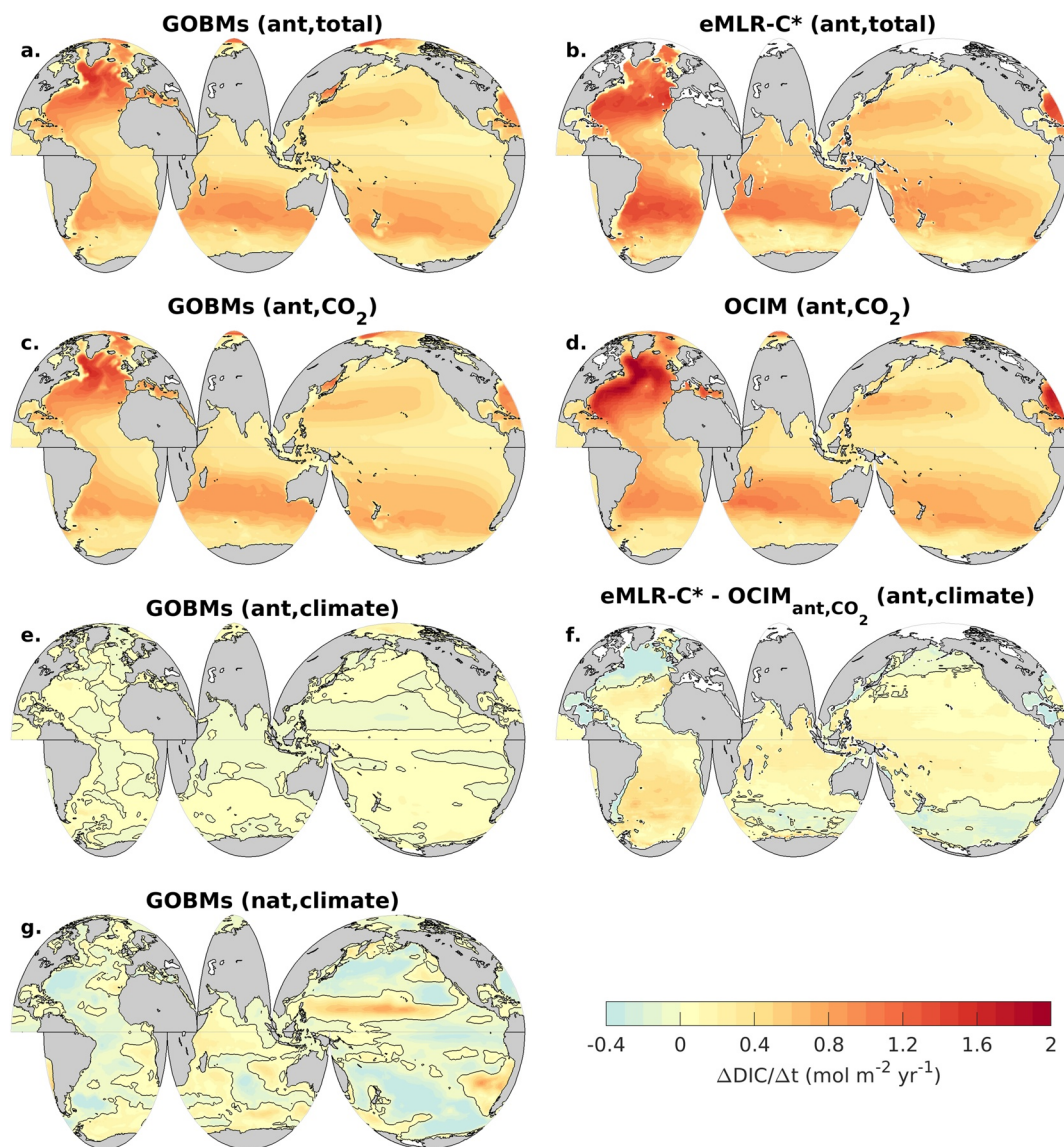 GOBMs (ant,total)
eMLR-C* (ant,total)
a.
b.
GOBMs (ant,CO₂)
OCIM (ant,CO₂)
c.
d.
GOBMs (ant,climate)
eMLR-C* - OCIM_ant,CO₂ (ant,climate)
e.
f.
GOBMs (nat,climate)
g.
-0.4 0 0.4 0.8 1.2 1.6 2
ΔDIC/Δt (mol m⁻² yr⁻¹)